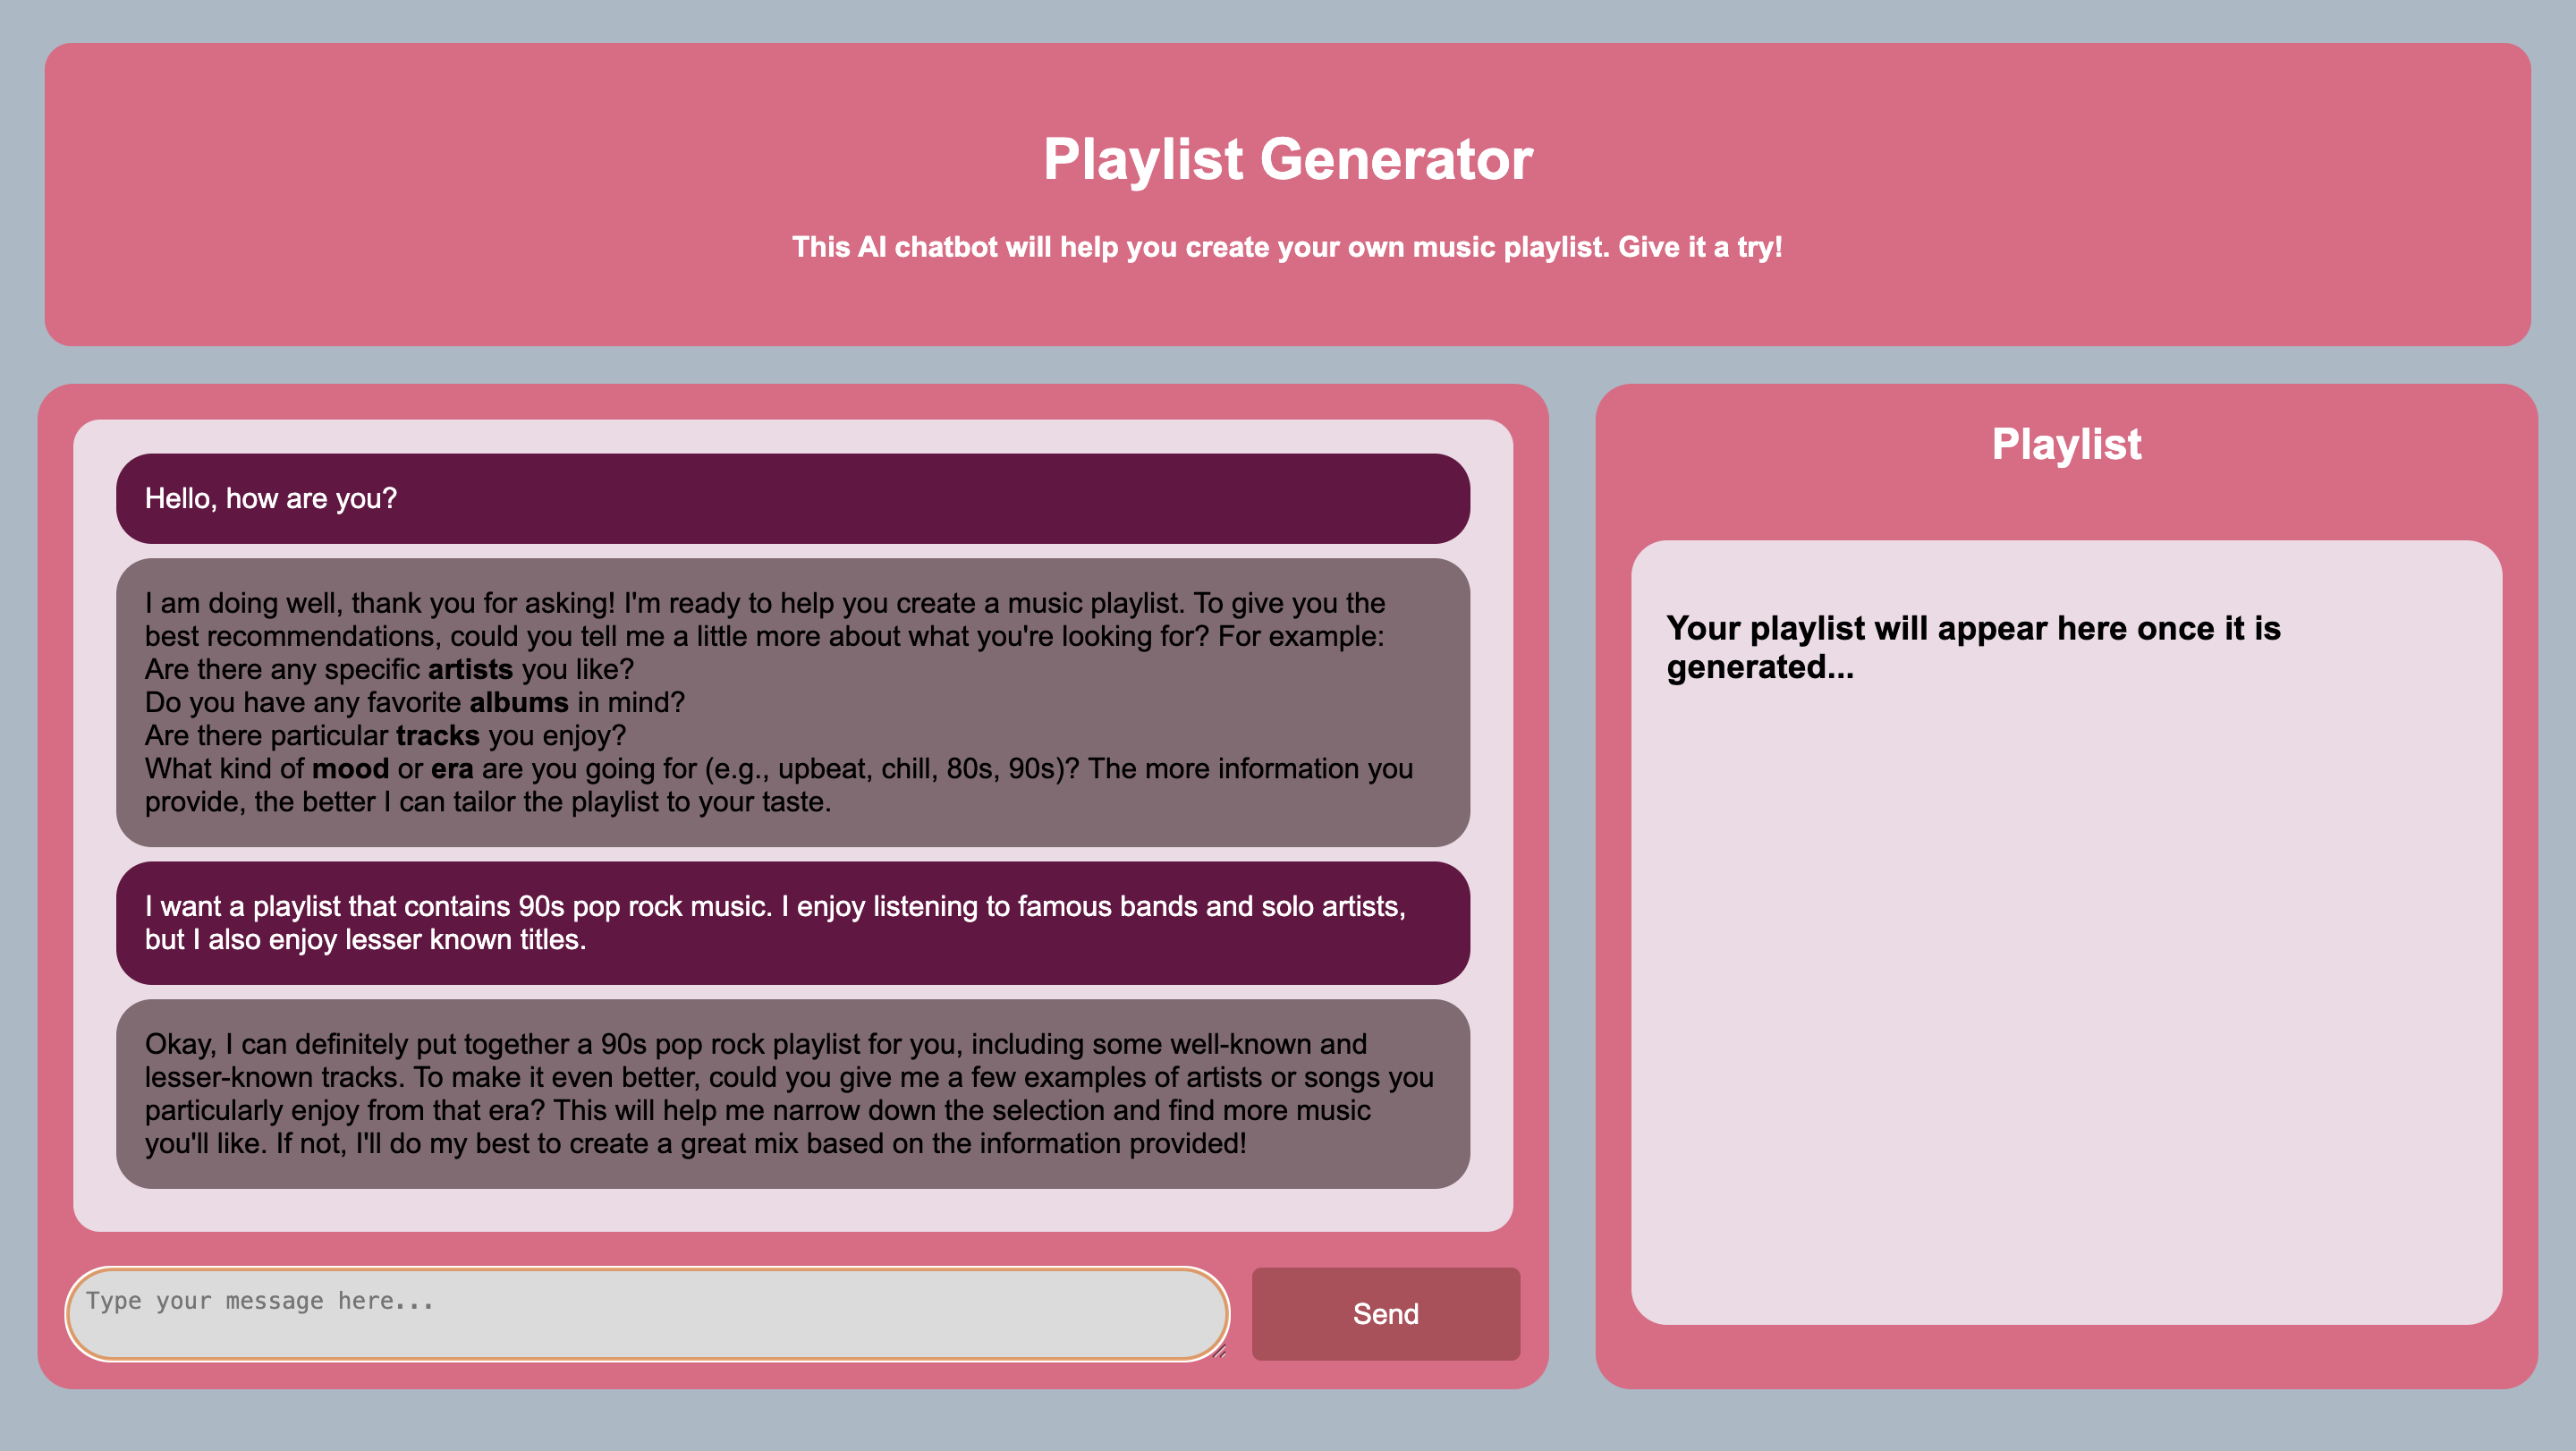 Playlist Generator
This AI chatbot will help you create your own music playlist. Give it a try!
Hello, how are you?
I am doing well, thank you for asking! I'm ready to help you create a music playlist. To give you the
best recommendations, could you tell me a little more about what you're looking for? For example:
Are there any specific artists you like?
Do you have any favorite albums in mind?
Are there particular tracks you enjoy?
What kind of mood or era are you going for (e.g., upbeat, chill, 80s, 90s)? The more information you
provide, the better I can tailor the playlist to your taste.
I want a playlist that contains 90s pop rock music. I enjoy listening to famous bands and solo artists,
but I also enjoy lesser known titles.
Okay, I can definitely put together a 90s pop rock playlist for you, including some well-known and
lesser-known tracks. To make it even better, could you give me a few examples of artists or songs you
particularly enjoy from that era? This will help me narrow down the selection and find more music
you'll like. If not, I'll do my best to create a great mix based on the information provided!
Type your message here...
Send
Playlist
Your playlist will appear here once it is
generated...